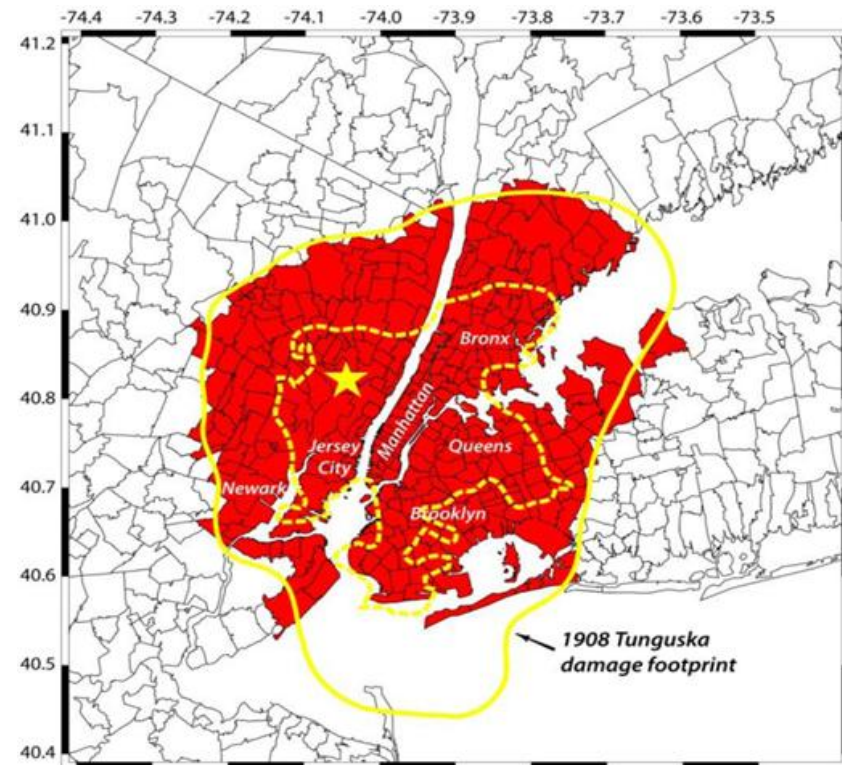 -74.4 -74.2 -74.1 -74.0 -73.9 -73.8 -73.7 -73.6 -73.5
41.2
41.1
41.0
40.9
40.8
40.7
40.6
40.5
40.4
Bronx
Manhattan
Jersey
City
Queens
Newark
Brooklyn
1908 Tunguska
damage footprint